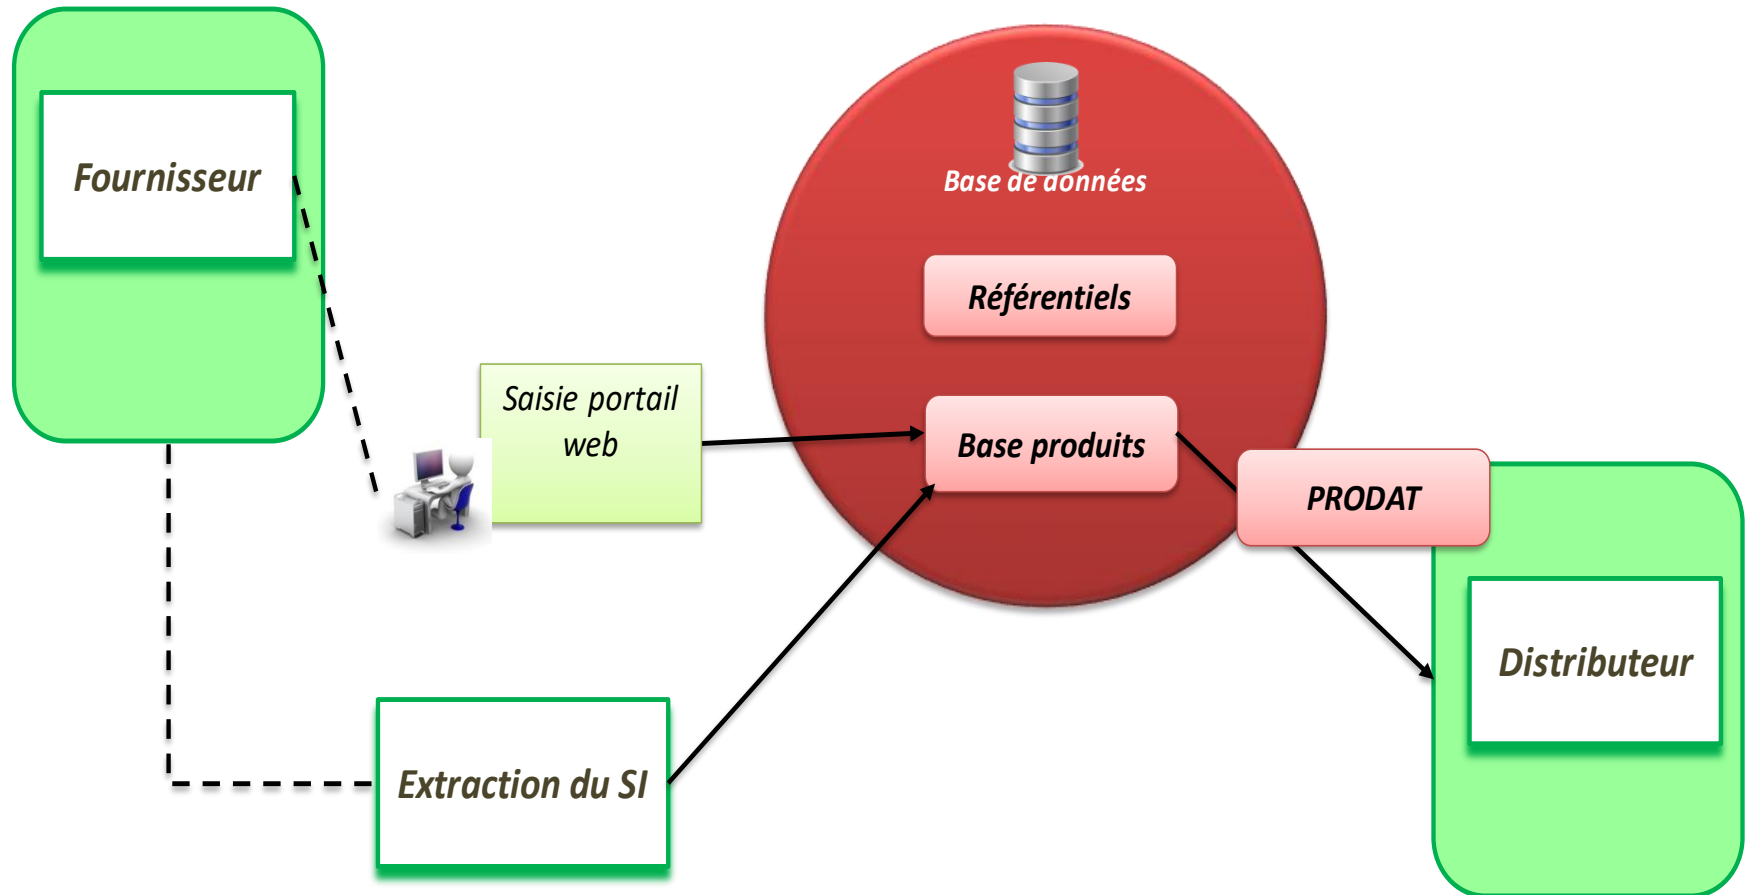 Fournisseur
Base de données
Référentiels
Saisie portail
web
Base produits
PRODAT
Distributeur
Extraction du SI